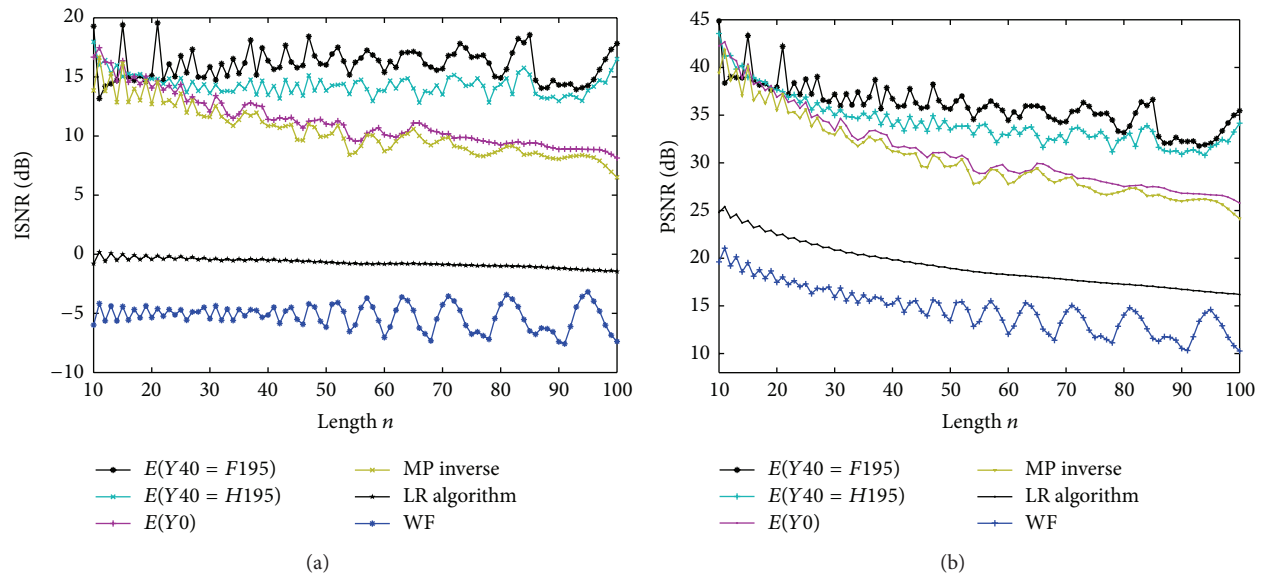 20
15
10
5
0
−5
−10
ISNR (dB)
10 20 30 40 50 60 70 80 90 100
Length n
E(Y40 = F195)
E(Y40 = H195)
E(Y0)
MP inverse
LR algorithm
WF
(a)
45
40
35
30
25
20
15
10
PSNR (dB)
10 20 30 40 50 60 70 80 90 100
Length n
E(Y40 = F195)
E(Y40 = H195)
E(Y0)
MP inverse
LR algorithm
WF
(b)